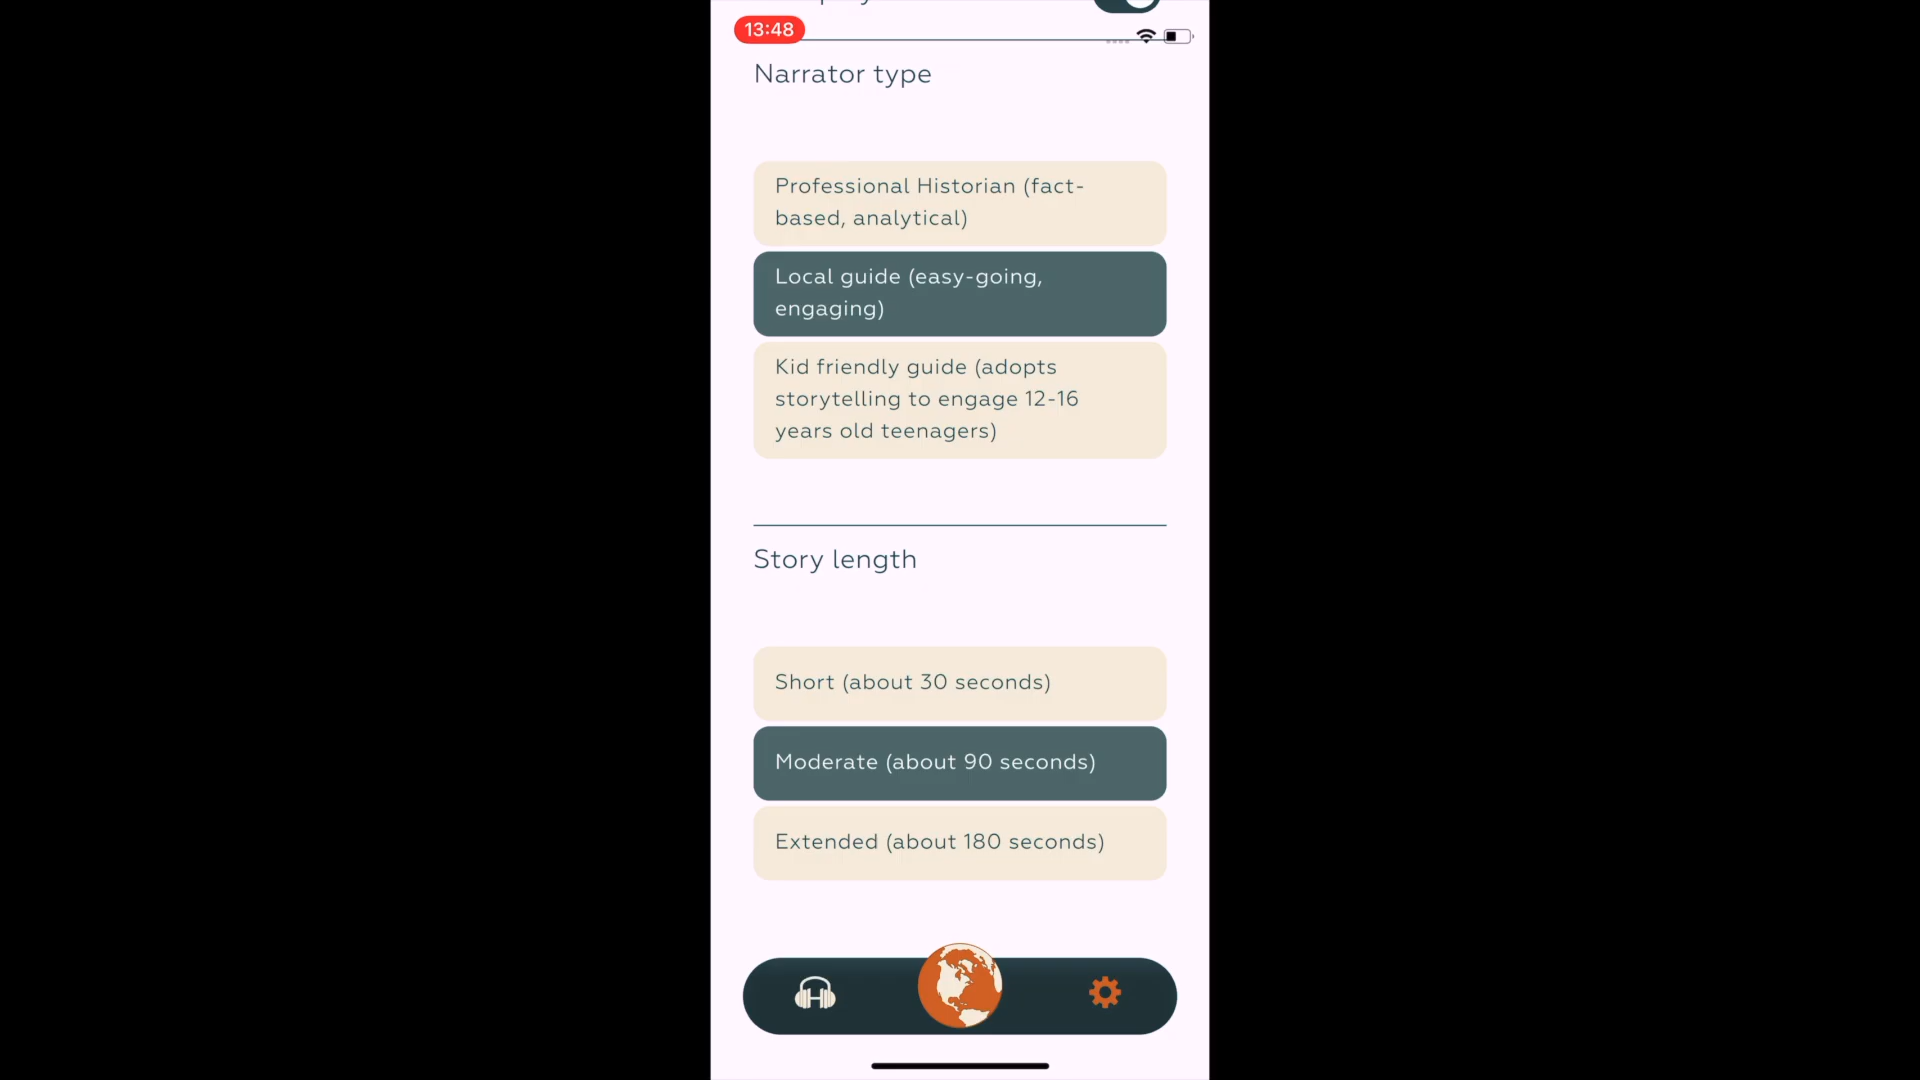 13:48
Narrator type
Professional Historian (fact-
based, analytical)
Local guide (easy-going,
engaging)
Kid friendly guide (adopts
storytelling to engage 12-16
years old teenagers)
Story length
Short (about 30 seconds)
Moderate (about 90 seconds)
Extended (about 180 seconds)